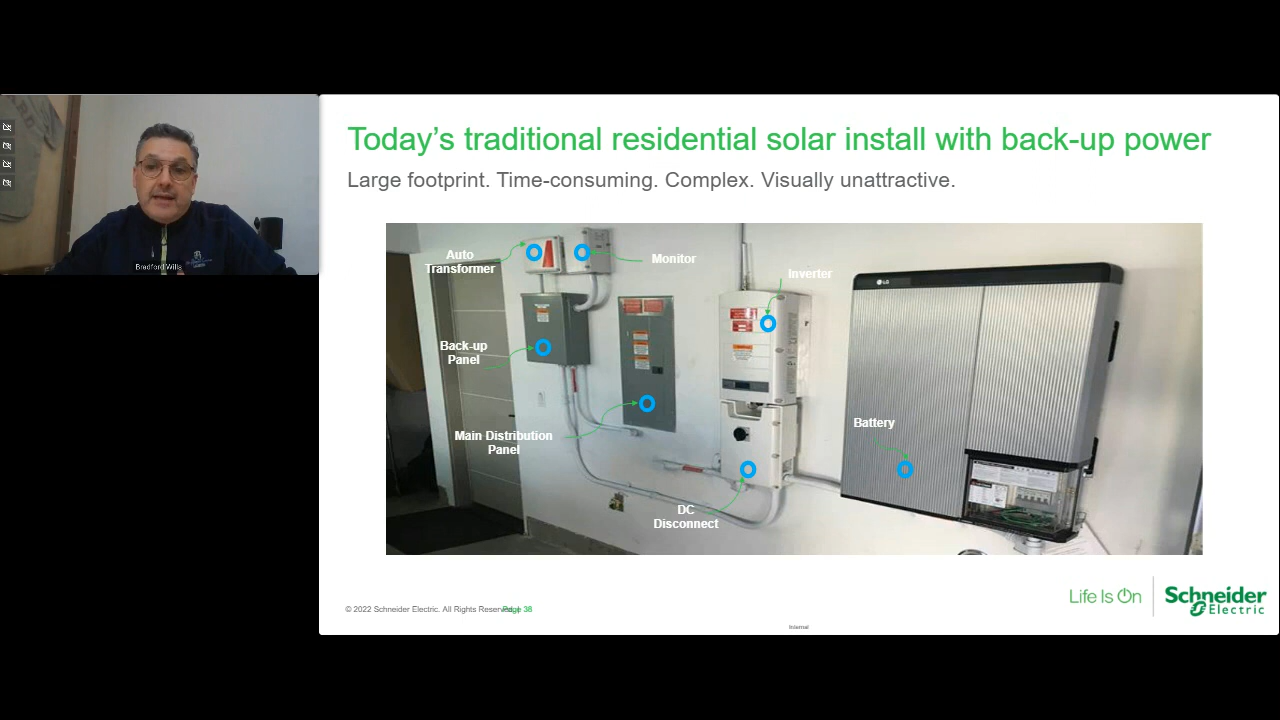 Bradford Wills
Today's traditional residential solar install with back-up power
Large footprint. Time-consuming. Complex. Visually unattractive.
Auto
Transformer
Monitor
Inverter
LG
Back-up
Panel
Battery
Main Distribution
Panel
DC
Disconnect
Life Is On
Schneider
Electric
© 2022 Schneider Electric. All Rights Reserved.
Page 38
Internal